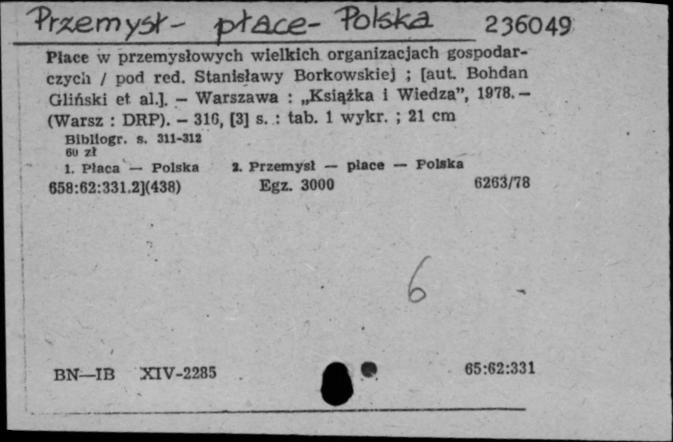 Przemysł - płace - Polska 236049
Płace w przemysłowych wielkich organizacjach gospodar-
czych / pod red. Stanisławy Borkowskiej ; [aut. Bohdan
Gliński et al.]. — Warszawa : „Książka i Wiedza”, 1978. —
(Warsz : DRP). — 316, [3] s. : tab. 1 wykr. ; 21 cm
Bibliogr. s. 311-312
60 zł
1. Płaca — Polska 2. Przemysł — płace — Polska
658:62:331.2](438) Egz. 3000 6263/78
6
BN—IB XIV-2285 65:62:331